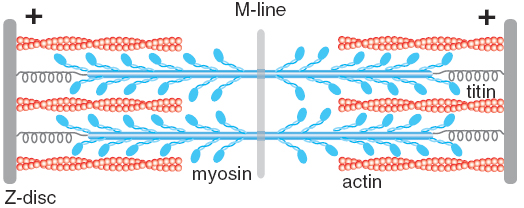 M-line
+ +
titin
myosin
actin
Z-disc